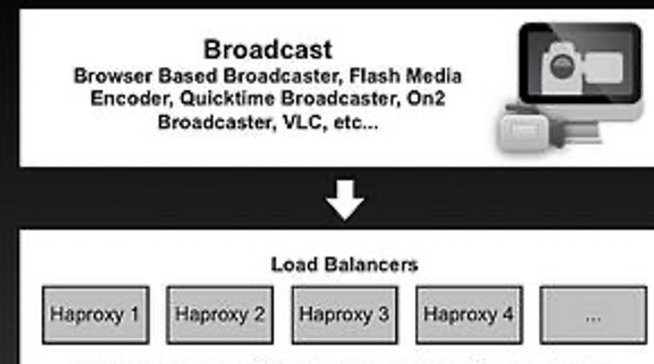 Broadcast
Browser Based Broadcaster, Flash Media
Encoder, Quicktime Broadcaster, On2
Broadcaster, VLC, etc...
Load Balancers
Haproxy 1 Haproxy 2 Haproxy 3 Haproxy 4 ...